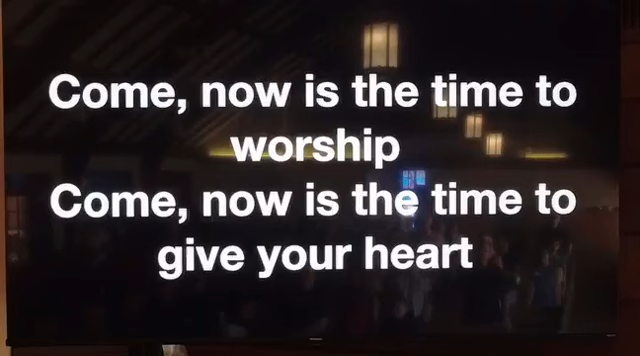 Come, now is the time to
worship
Come, now is the time to
give your heart